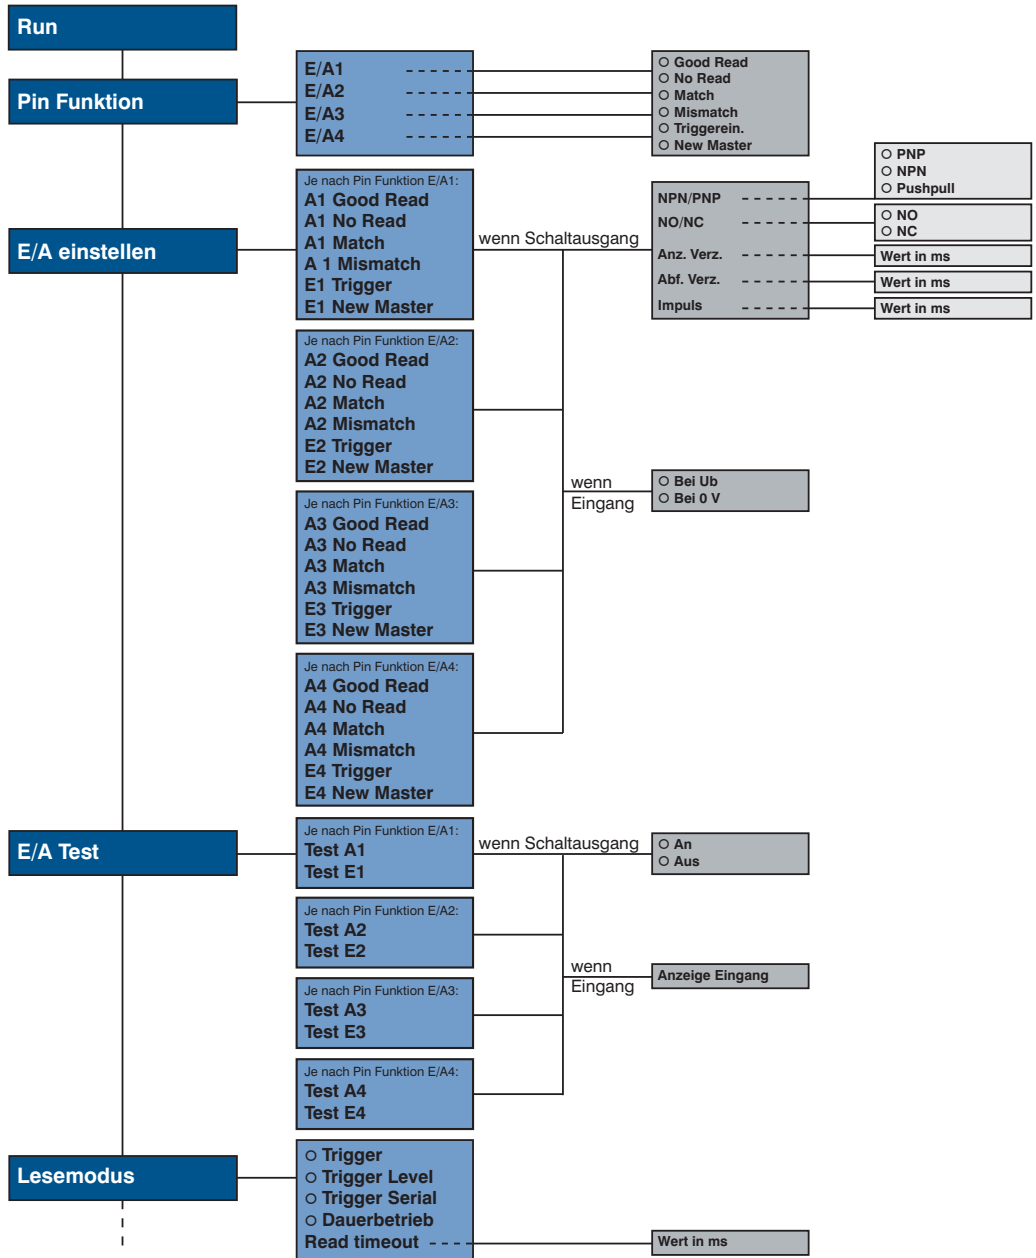 Run
Pin Funktion
E/A1
E/A2
E/A3
E/A4
○ Good Read
○ No Read
○ Match
○ Mismatch
○ Triggerein.
○ New Master
E/A einstellen
Je nach Pin Funktion E/A1:
A1 Good Read
A1 No Read
A1 Match
A 1 Mismatch
E1 Trigger
E1 New Master
wenn Schaltausgang
NPN/PNP
NO/NC
Anz. Verz.
Abf. Verz.
Impuls
○ PNP
○ NPN
○ Pushpull
○ NO
○ NC
Wert in ms
Wert in ms
Wert in ms
Je nach Pin Funktion E/A2:
A2 Good Read
A2 No Read
A2 Match
A2 Mismatch
E2 Trigger
E2 New Master
wenn
Eingang
○ Bei Ub
○ Bei 0 V
Je nach Pin Funktion E/A3:
A3 Good Read
A3 No Read
A3 Match
A3 Mismatch
E3 Trigger
E3 New Master
Je nach Pin Funktion E/A4:
A4 Good Read
A4 No Read
A4 Match
A4 Mismatch
E4 Trigger
E4 New Master
E/A Test
Je nach Pin Funktion E/A1:
Test A1
Test E1
wenn Schaltausgang
○ An
○ Aus
Je nach Pin Funktion E/A2:
Test A2
Test E2
wenn
Eingang
Anzeige Eingang
Je nach Pin Funktion E/A3:
Test A3
Test E3
Je nach Pin Funktion E/A4:
Test A4
Test E4
Lesemodus
○ Trigger
○ Trigger Level
○ Trigger Serial
○ Dauerbetrieb
Read timeout
Wert in ms